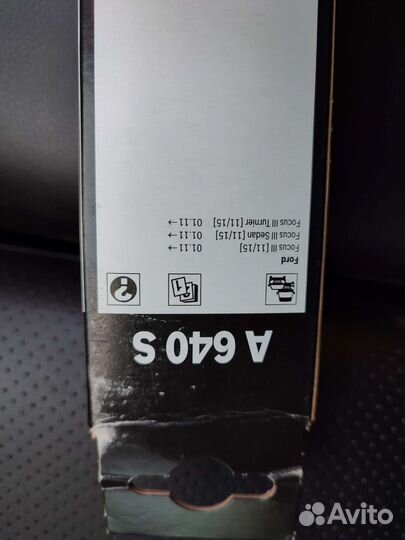 A 640 S
Ford
Focus III [11/15] 01.11→
Focus III Sedan [11/15] 01.11→
Focus III Turnier [11/15] 01.11→
Avito